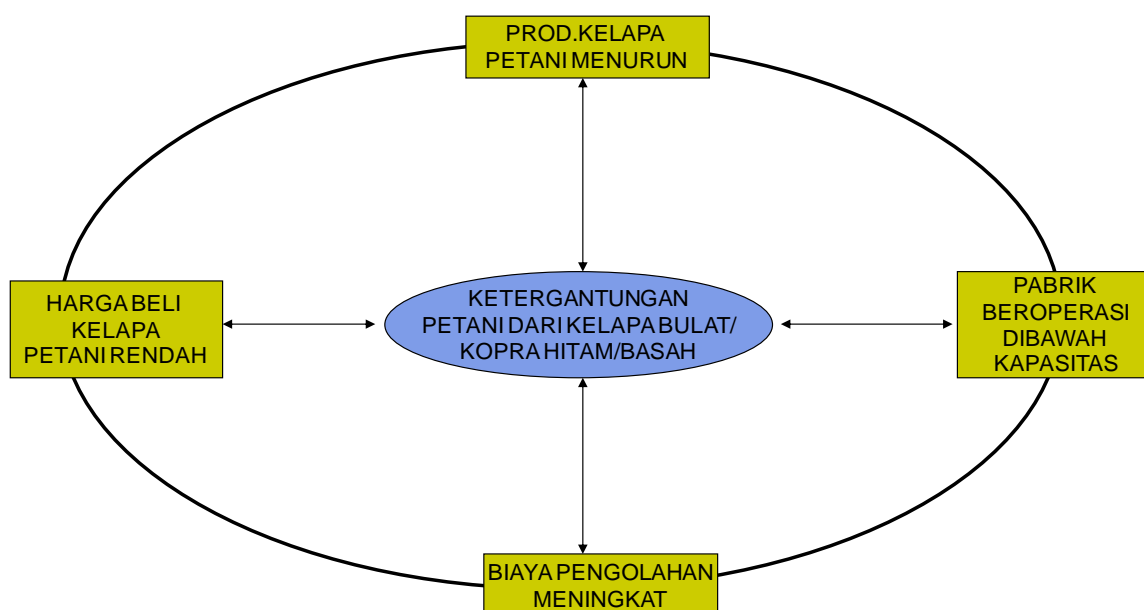 PROD.KELAPA
PETANI MENURUN
HARGA BELI
KELAPA
PETANI RENDAH
KETERGANTUNGAN
PETANI DARI KELAPA BULAT/
KOPRA HITAM/BASAH
PABRIK
BEROPERASI
DIBAWAH
KAPASITAS
BIAYA PENGOLAHAN
MENINGKAT